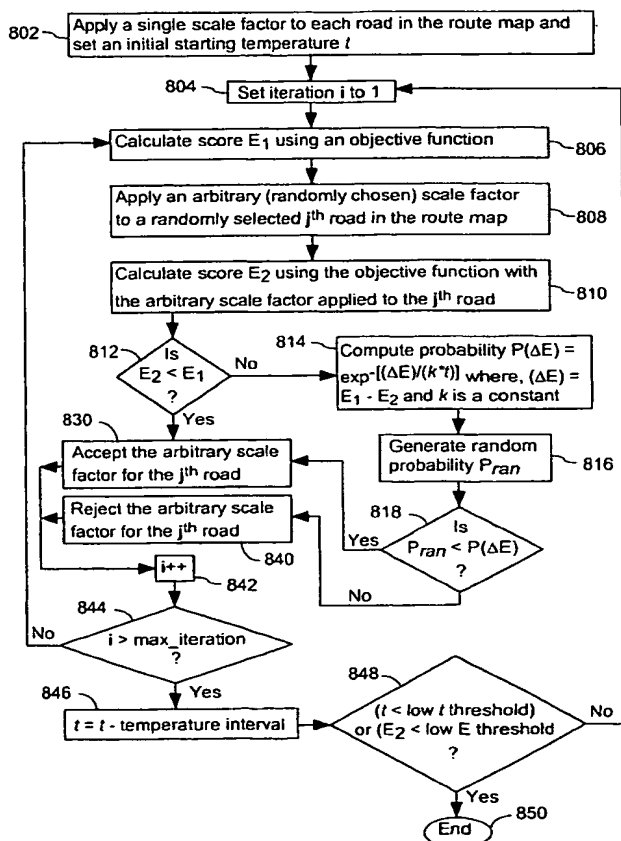 802
Apply a single scale factor to each road in the route map and
set an initial starting temperature t
804
Set iteration i to 1
Calculate score E1 using an objective function
806
Apply an arbitrary (randomly chosen) scale factor
to a randomly selected jth road in the route map
808
Calculate score E2 using the objective function with
the arbitrary scale factor applied to the jth road
810
812
Is
E2 < E1
?
No
Yes
814
Compute probability P(ΔE) =
exp-[(ΔE)/(k*t)] where, (ΔE) =
E1 - E2 and k is a constant
Generate random
probability Pran
816
818
Is
Pran < P(ΔE)
?
Yes
No
830
Accept the arbitrary scale
factor for the jth road
Reject the arbitrary scale
factor for the jth road
840
i++
842
844
i > max_iteration
?
No
Yes
846
t = t - temperature interval
848
(t < low t threshold)
or (E2 < low E threshold
?
No
Yes
850
End